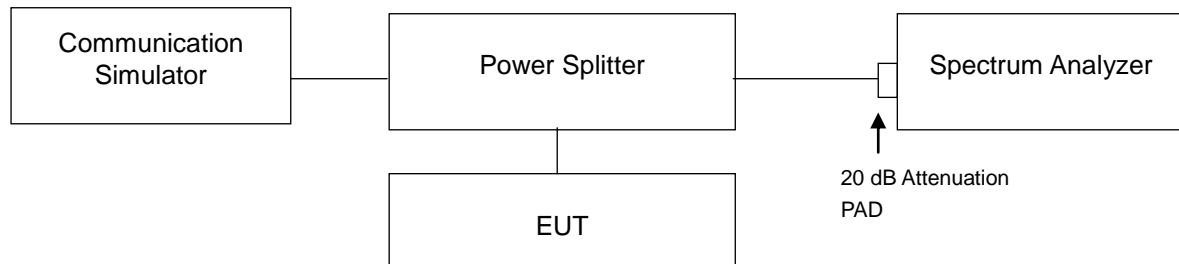 Communication
Simulator
Power Splitter
Spectrum Analyzer
20 dB Attenuation
PAD
EUT